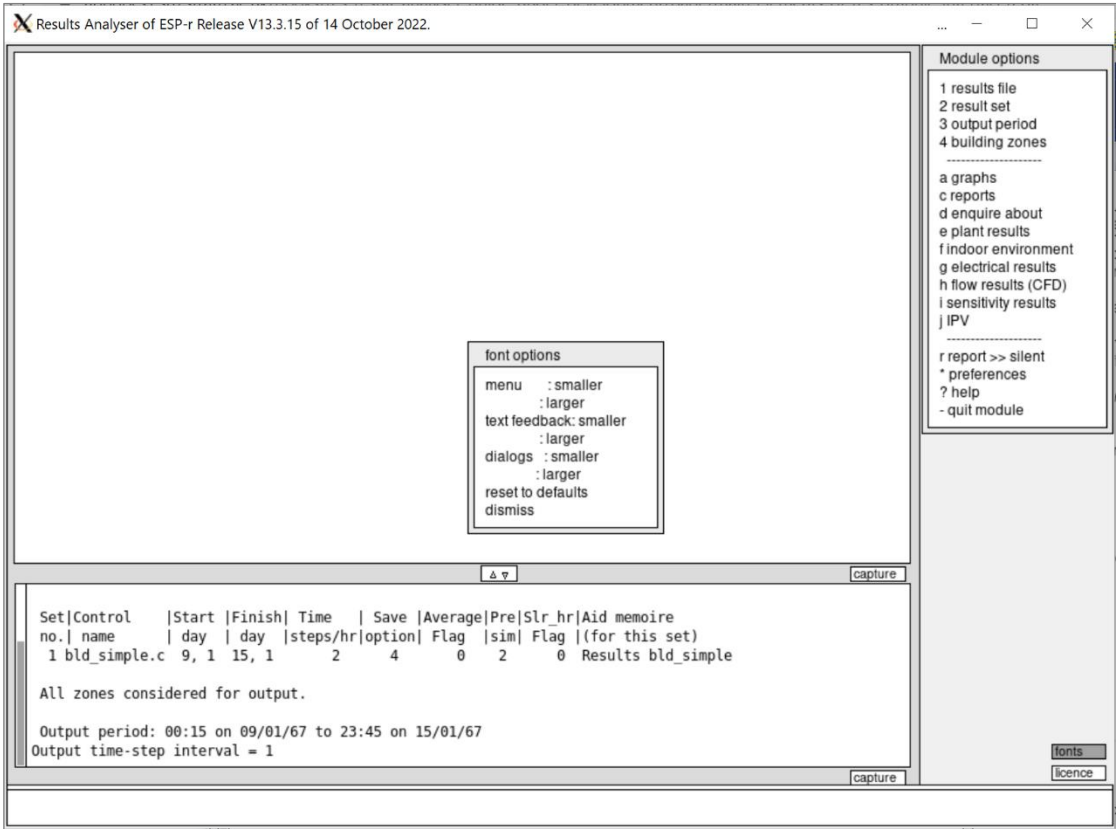 Results Analyser of ESP-r Release V13.3.15 of 14 October 2022.
...
Module options
1 results file
2 result set
3 output period
4 building zones
--------------------
a graphs
c reports
d enquire about
e plant results
f indoor environment
g electrical results
h flow results (CFD)
i sensitivity results
j IPV
--------------------
r report >> silent
* preferences
? help
- quit module
font options
menu : smaller
: larger
text feedback: smaller
: larger
dialogs : smaller
: larger
reset to defaults
dismiss
capture
Set|Control |Start |Finish| Time | Save |Average|Pre|Slr_hr|Aid memoire
no.| name | day | day |steps/hr|option| Flag |sim| Flag |(for this set)
1 bld_simple.c 9, 1 15, 1 2 4 0 2 0 Results bld_simple
All zones considered for output.
Output period: 00:15 on 09/01/67 to 23:45 on 15/01/67
Output time-step interval = 1
capture
fonts
licence